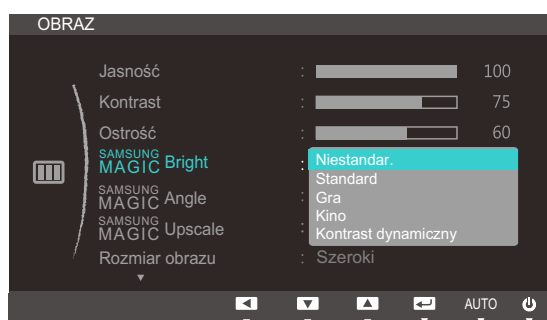 OBRAZ
Jasność : 100
Kontrast : 75
Ostrość : 60
SAMSUNG MAGIC Bright : Niestandar.
Standard
SAMSUNG MAGIC Angle : Gra
Kino
SAMSUNG MAGIC Upscale : Kontrast dynamiczny
Rozmiar obrazu : Szeroki
AUTO